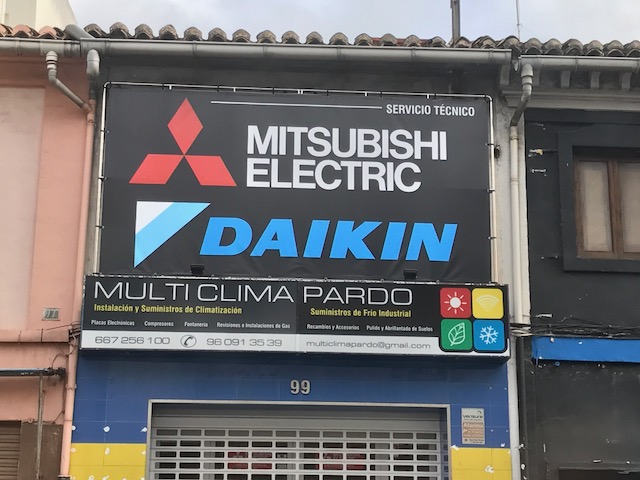 SERVICIO TÉCNICO
MITSUBISHI
ELECTRIC
DAIKIN
MULTI CLIMA PARDO
Instalación y Suministros de Climatización Suministros de Frío Industrial
Placas Electrónicas Compresores Fontanería Revisiones e Instalaciones de Gas Recambios y Accesorios Pulido y Abrillantado de Suelos
667 256 100 96 091 35 39 multiclimapardo@gmail.com
99